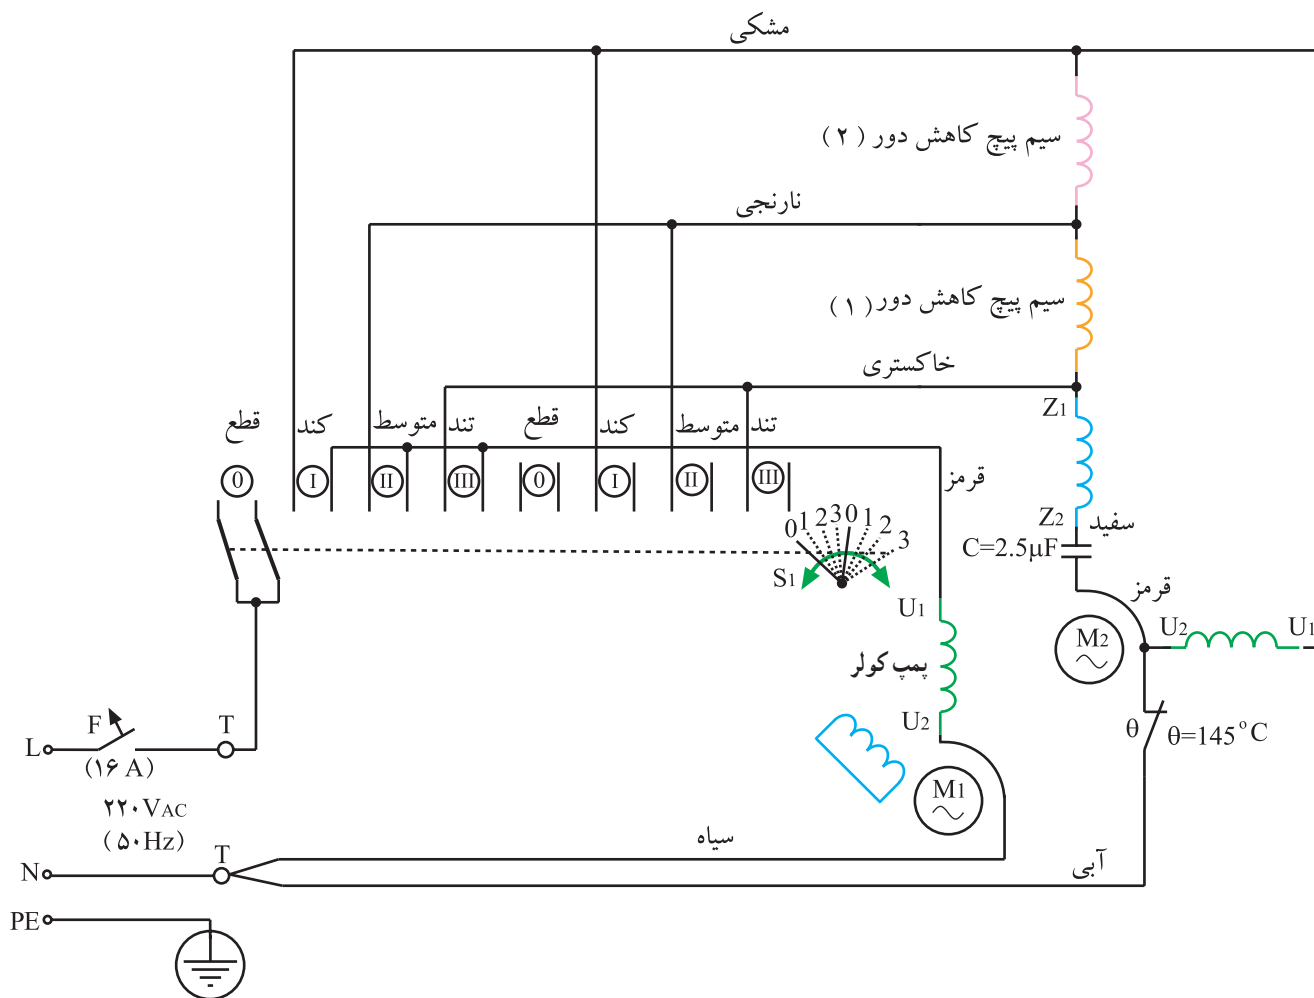 مشکی
سیم پیچ کاهش دور (۲)
نارنجی
سیم پیچ کاهش دور (۱)
خاکستری
قطع کند متوسط تند قطع کند متوسط تند
0 I II III 0 I II III
قرمز
0 1 2 3 0 1 2 3
S1
Z1
Z2 سفید
C=2.5µF
قرمز
M2
U2 U1
θ θ=145°C
U1
پمپ کولر
U2
M1
L F T
(۱۶ A)
۲۲۰VAC
(۵۰Hz)
سیاه
N T
آبی
PE